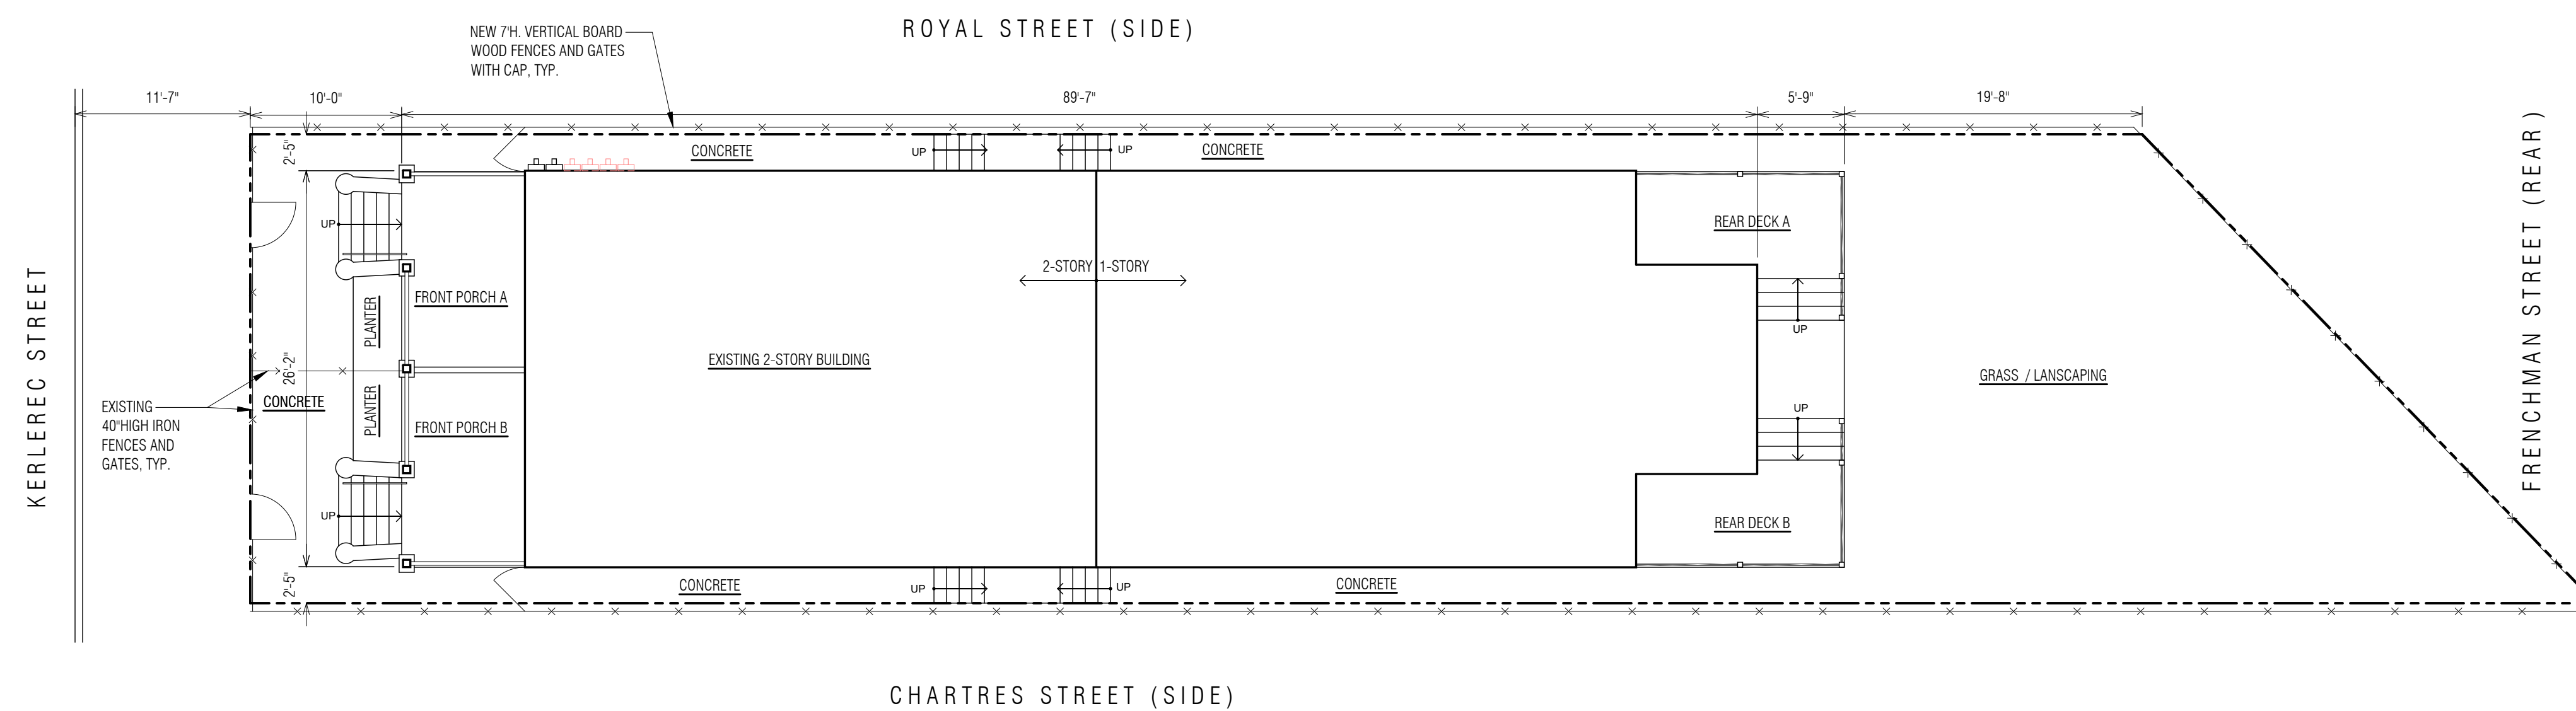 ROYAL STREET (SIDE)
NEW 7'H. VERTICAL BOARD
WOOD FENCES AND GATES
WITH CAP, TYP.
11'-7"
10'-0"
89'-7"
5'-9"
19'-8"
2'-5"
CONCRETE
UP
UP
CONCRETE
UP
REAR DECK A
2-STORY
1-STORY
FRONT PORCH A
PLANTER
UP
KERLEREC STREET
26'-2"
EXISTING 2-STORY BUILDING
GRASS / LANSCAPING
FRENCHMAN STREET (REAR)
EXISTING
40"HIGH IRON
FENCES AND
GATES, TYP.
CONCRETE
PLANTER
FRONT PORCH B
UP
UP
REAR DECK B
2'-5"
CONCRETE
UP
UP
CONCRETE
CHARTRES STREET (SIDE)